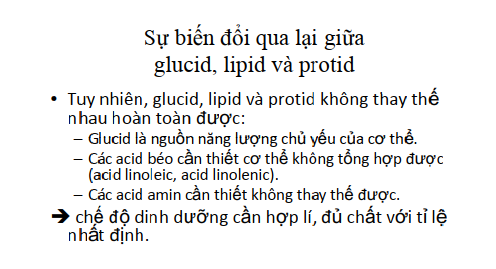 Sự biến đổi qua lại giữa
glucid, lipid và protid
• Tuy nhiên, glucid, lipid và protid không thay thế
nhau hoàn toàn được:
– Glucid là nguồn năng lượng chủ yếu của cơ thể.
– Các acid béo cần thiết cơ thể không tổng hợp được
(acid linoleic, acid linolenic).
– Các acid amin cần thiết không thay thế được.
➔ chế độ dinh dưỡng cần hợp lí, đủ chất với tỉ lệ
nhất định.